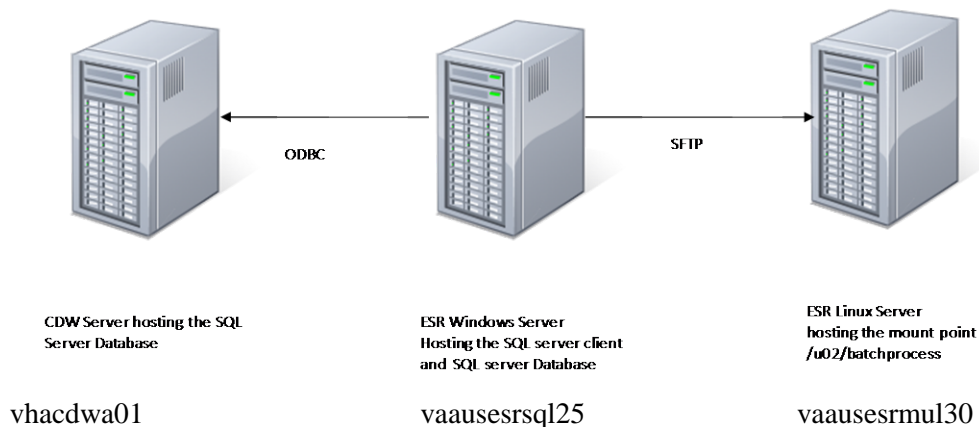 ODBC
SFTP
CDW Server hosting the SQL
Server Database
ESR Windows Server
Hosting the SQL server client
and SQL server Database
ESR Linux Server
hosting the mount point
/u02/batchprocess
vhacdwa01
vaausesrsql25
vaausesrmul30